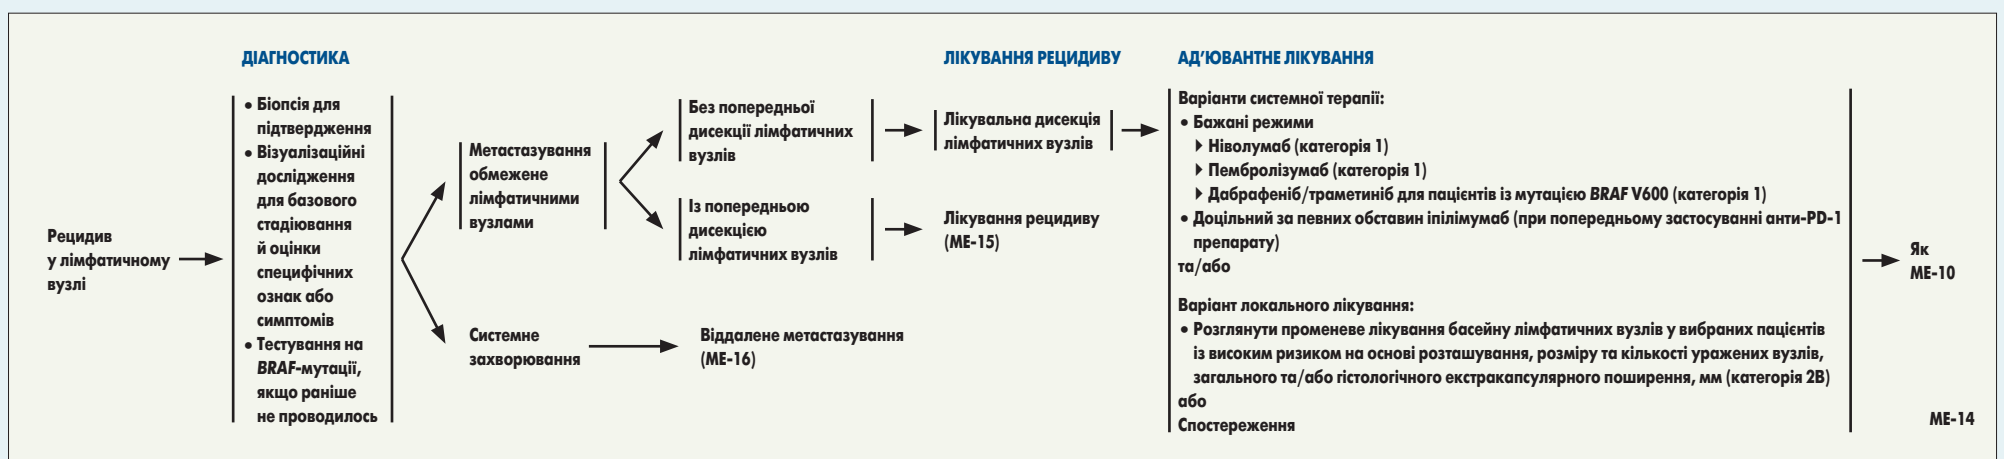 ДІАГНОСТИКА
ЛІКУВАННЯ РЕЦИДИВУ
АД’ЮВАНТНЕ ЛІКУВАННЯ
Рецидив
у лімфатичному
вузлі
• Біопсія для
підтвердження
• Візуалізаційні
дослідження
для базового
стадіювання
й оцінки
специфічних
ознак або
симптомів
• Тестування на
BRAF-мутації,
якщо раніше
не проводилось
Метастазування
обмежене
лімфатичними
вузлами
Системне
захворювання
Без попередньої
дисекції лімфатичних
вузлів
Із попередньою
дисекцією
лімфатичних вузлів
Віддалене метастазування
(МЕ-16)
Лікувальна дисекція
лімфатичних вузлів
Лікування рецидиву
(МЕ-15)
Варіанти системної терапії:
• Бажані режими
Ніволумаб (категорія 1)
Пембролізумаб (категорія 1)
Дабрафеніб/траметиніб для пацієнтів із мутацією BRAF V600 (категорія 1)
• Доцільний за певних обставин іпілімумаб (при попередньому застосуванні анти-PD-1
препарату)
та/або
Варіант локального лікування:
• Розглянути променеве лікування басейну лімфатичних вузлів у вибраних пацієнтів
із високим ризиком на основі розташування, розміру та кількості уражених вузлів,
загального та/або гістологічного екстракапсулярного поширення, мм (категорія 2В)
або
Спостереження
Як
МЕ-10
МЕ-14